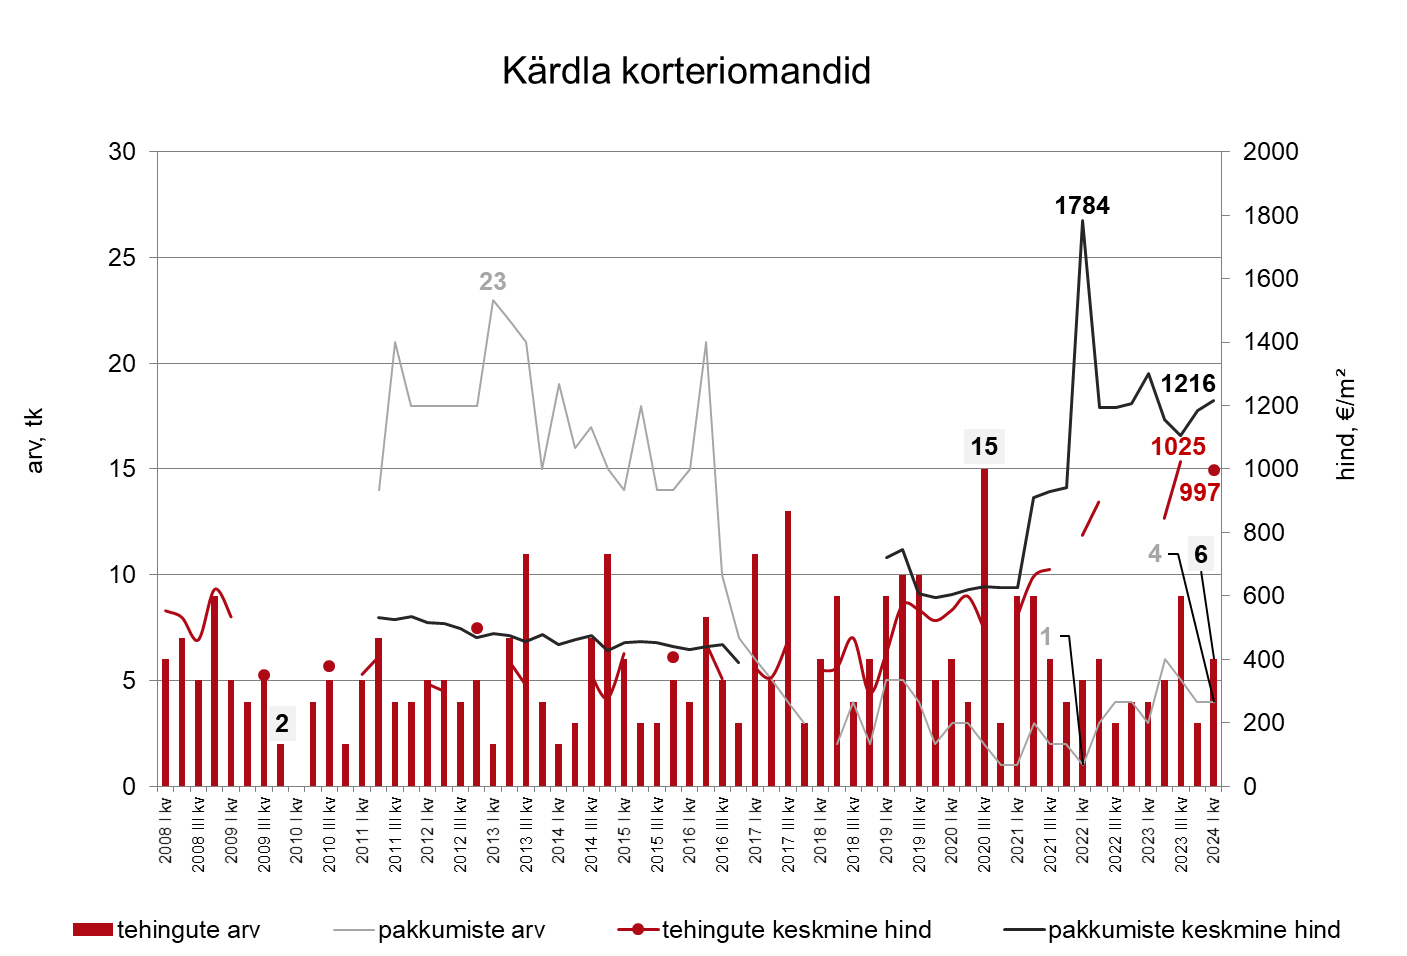 Kärdla korteriomandid
30
25
20
15
10
5
0
arv, tk
2000
1800
1600
1400
1200
1000
800
600
400
200
0
hind, €/m²
23
2
15
1784
1216
1025
997
4
6
1
2008 I kv
2008 III kv
2009 I kv
2009 III kv
2010 I kv
2010 III kv
2011 I kv
2011 III kv
2012 I kv
2012 III kv
2013 I kv
2013 III kv
2014 I kv
2014 III kv
2015 I kv
2015 III kv
2016 I kv
2016 III kv
2017 I kv
2017 III kv
2018 I kv
2018 III kv
2019 I kv
2019 III kv
2020 I kv
2020 III kv
2021 I kv
2021 III kv
2022 I kv
2022 III kv
2023 I kv
2023 III kv
2024 I kv
tehingute arv
pakkumiste arv
tehingute keskmine hind
pakkumiste keskmine hind